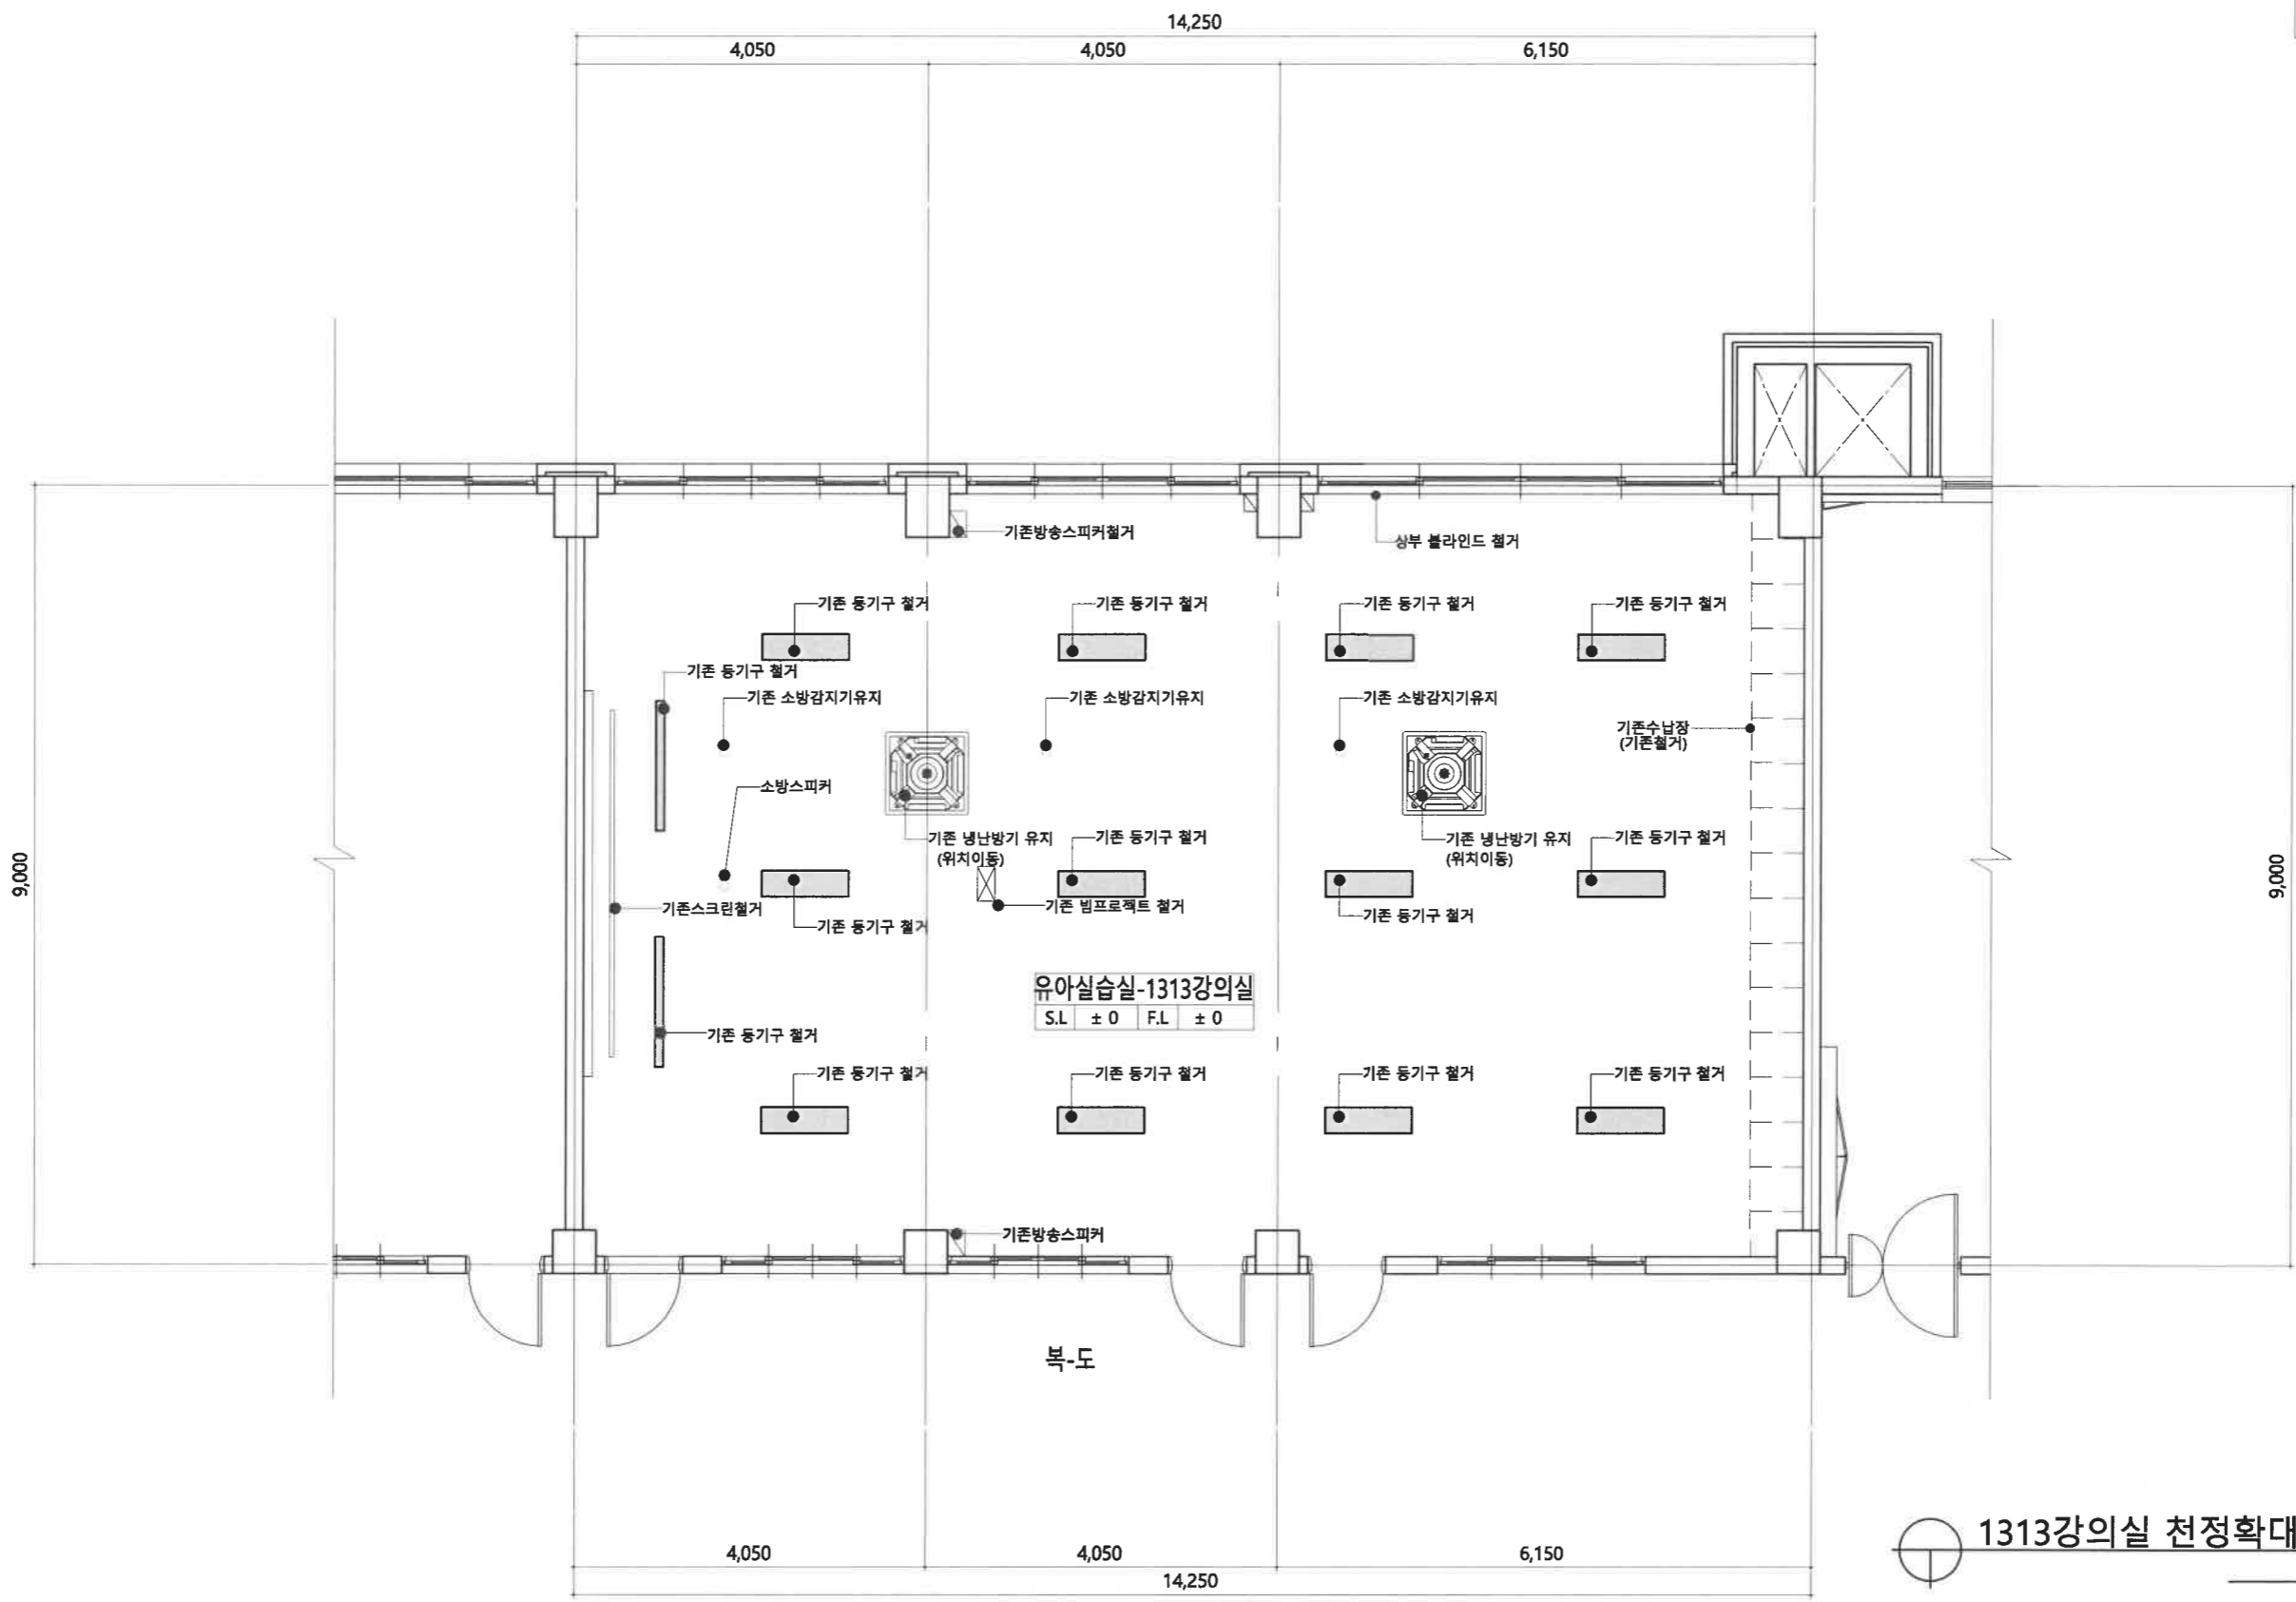 14,250
4,050
4,050
6,150
기존방송스피커철거
상부 블라인드 철거
기존 등기구 철거
기존 등기구 철거
기존 등기구 철거
기존 등기구 철거
기존 등기구 철거
기존 소방감지기유지
기존 소방감지기유지
기존 소방감지기유지
기존수납장
(기존철거)
소방스피커
기존 냉난방기 유지
(위치이동)
기존 등기구 철거
기존 냉난방기 유지
(위치이동)
기존 등기구 철거
9,000
9,000
기존스크린철거
기존 등기구 철거
기존 빔프로젝트 철거
기존 등기구 철거
유아실습실-1313강의실
S.L ± 0 F.L ± 0
기존 등기구 철거
기존 등기구 철거
기존 등기구 철거
기존 등기구 철거
기존 등기구 철거
기존방송스피커
복-도
1313강의실 천정확대
4,050
4,050
6,150
14,250